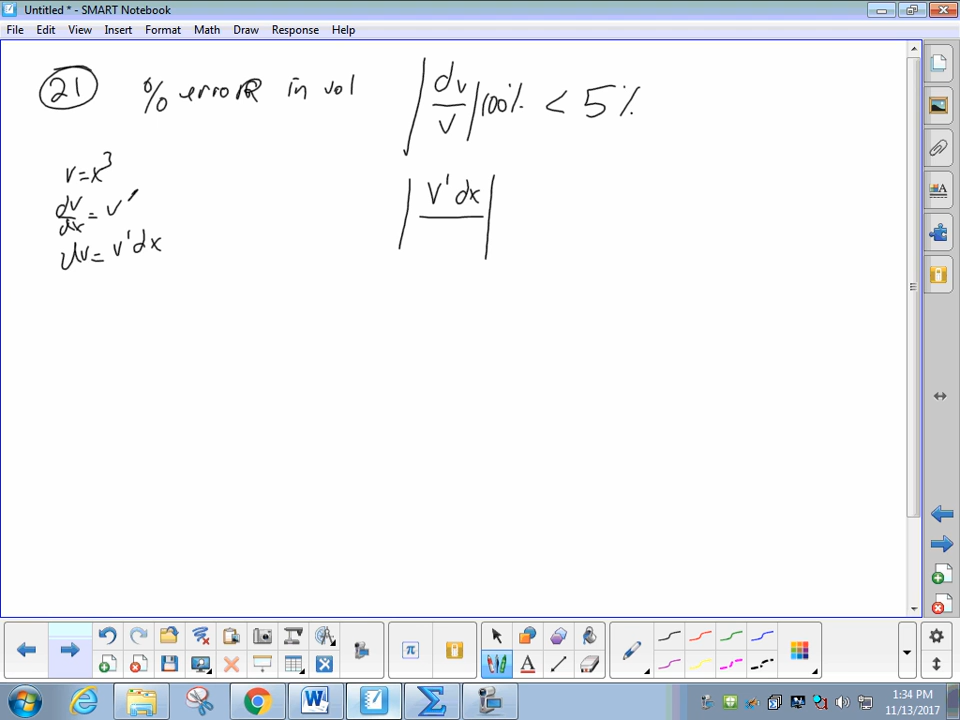 Untitled * - SMART Notebook
File Edit View Insert Format Math Draw Response Help
21 % error in vol |dv/v| 100% < 5%
v=x³
dv/dx = v'
dv = v'dx
|v'dx|
1:34 PM
11/13/2017